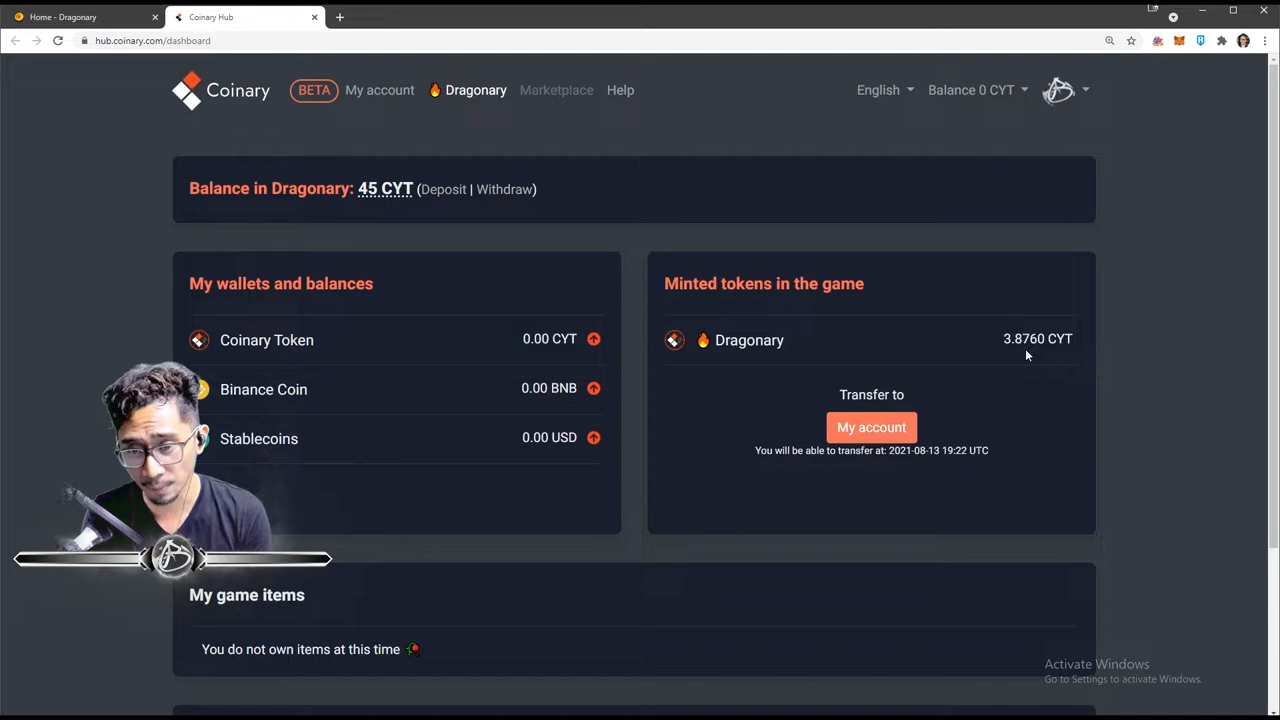 Home - Dragonary
Coinary Hub
hub.coinary.com/dashboard
Coinary BETA My account Dragonary Marketplace Help English Balance 0 CYT
Balance in Dragonary: 45 CYT (Deposit | Withdraw)
My wallets and balances
Coinary Token 0.00 CYT
Binance Coin 0.00 BNB
Stablecoins 0.00 USD
Minted tokens in the game
Dragonary 3.8760 CYT
Transfer to
My account
You will be able to transfer at: 2021-08-13 19:22 UTC
My game items
You do not own items at this time
Activate Windows
Go to Settings to activate Windows.